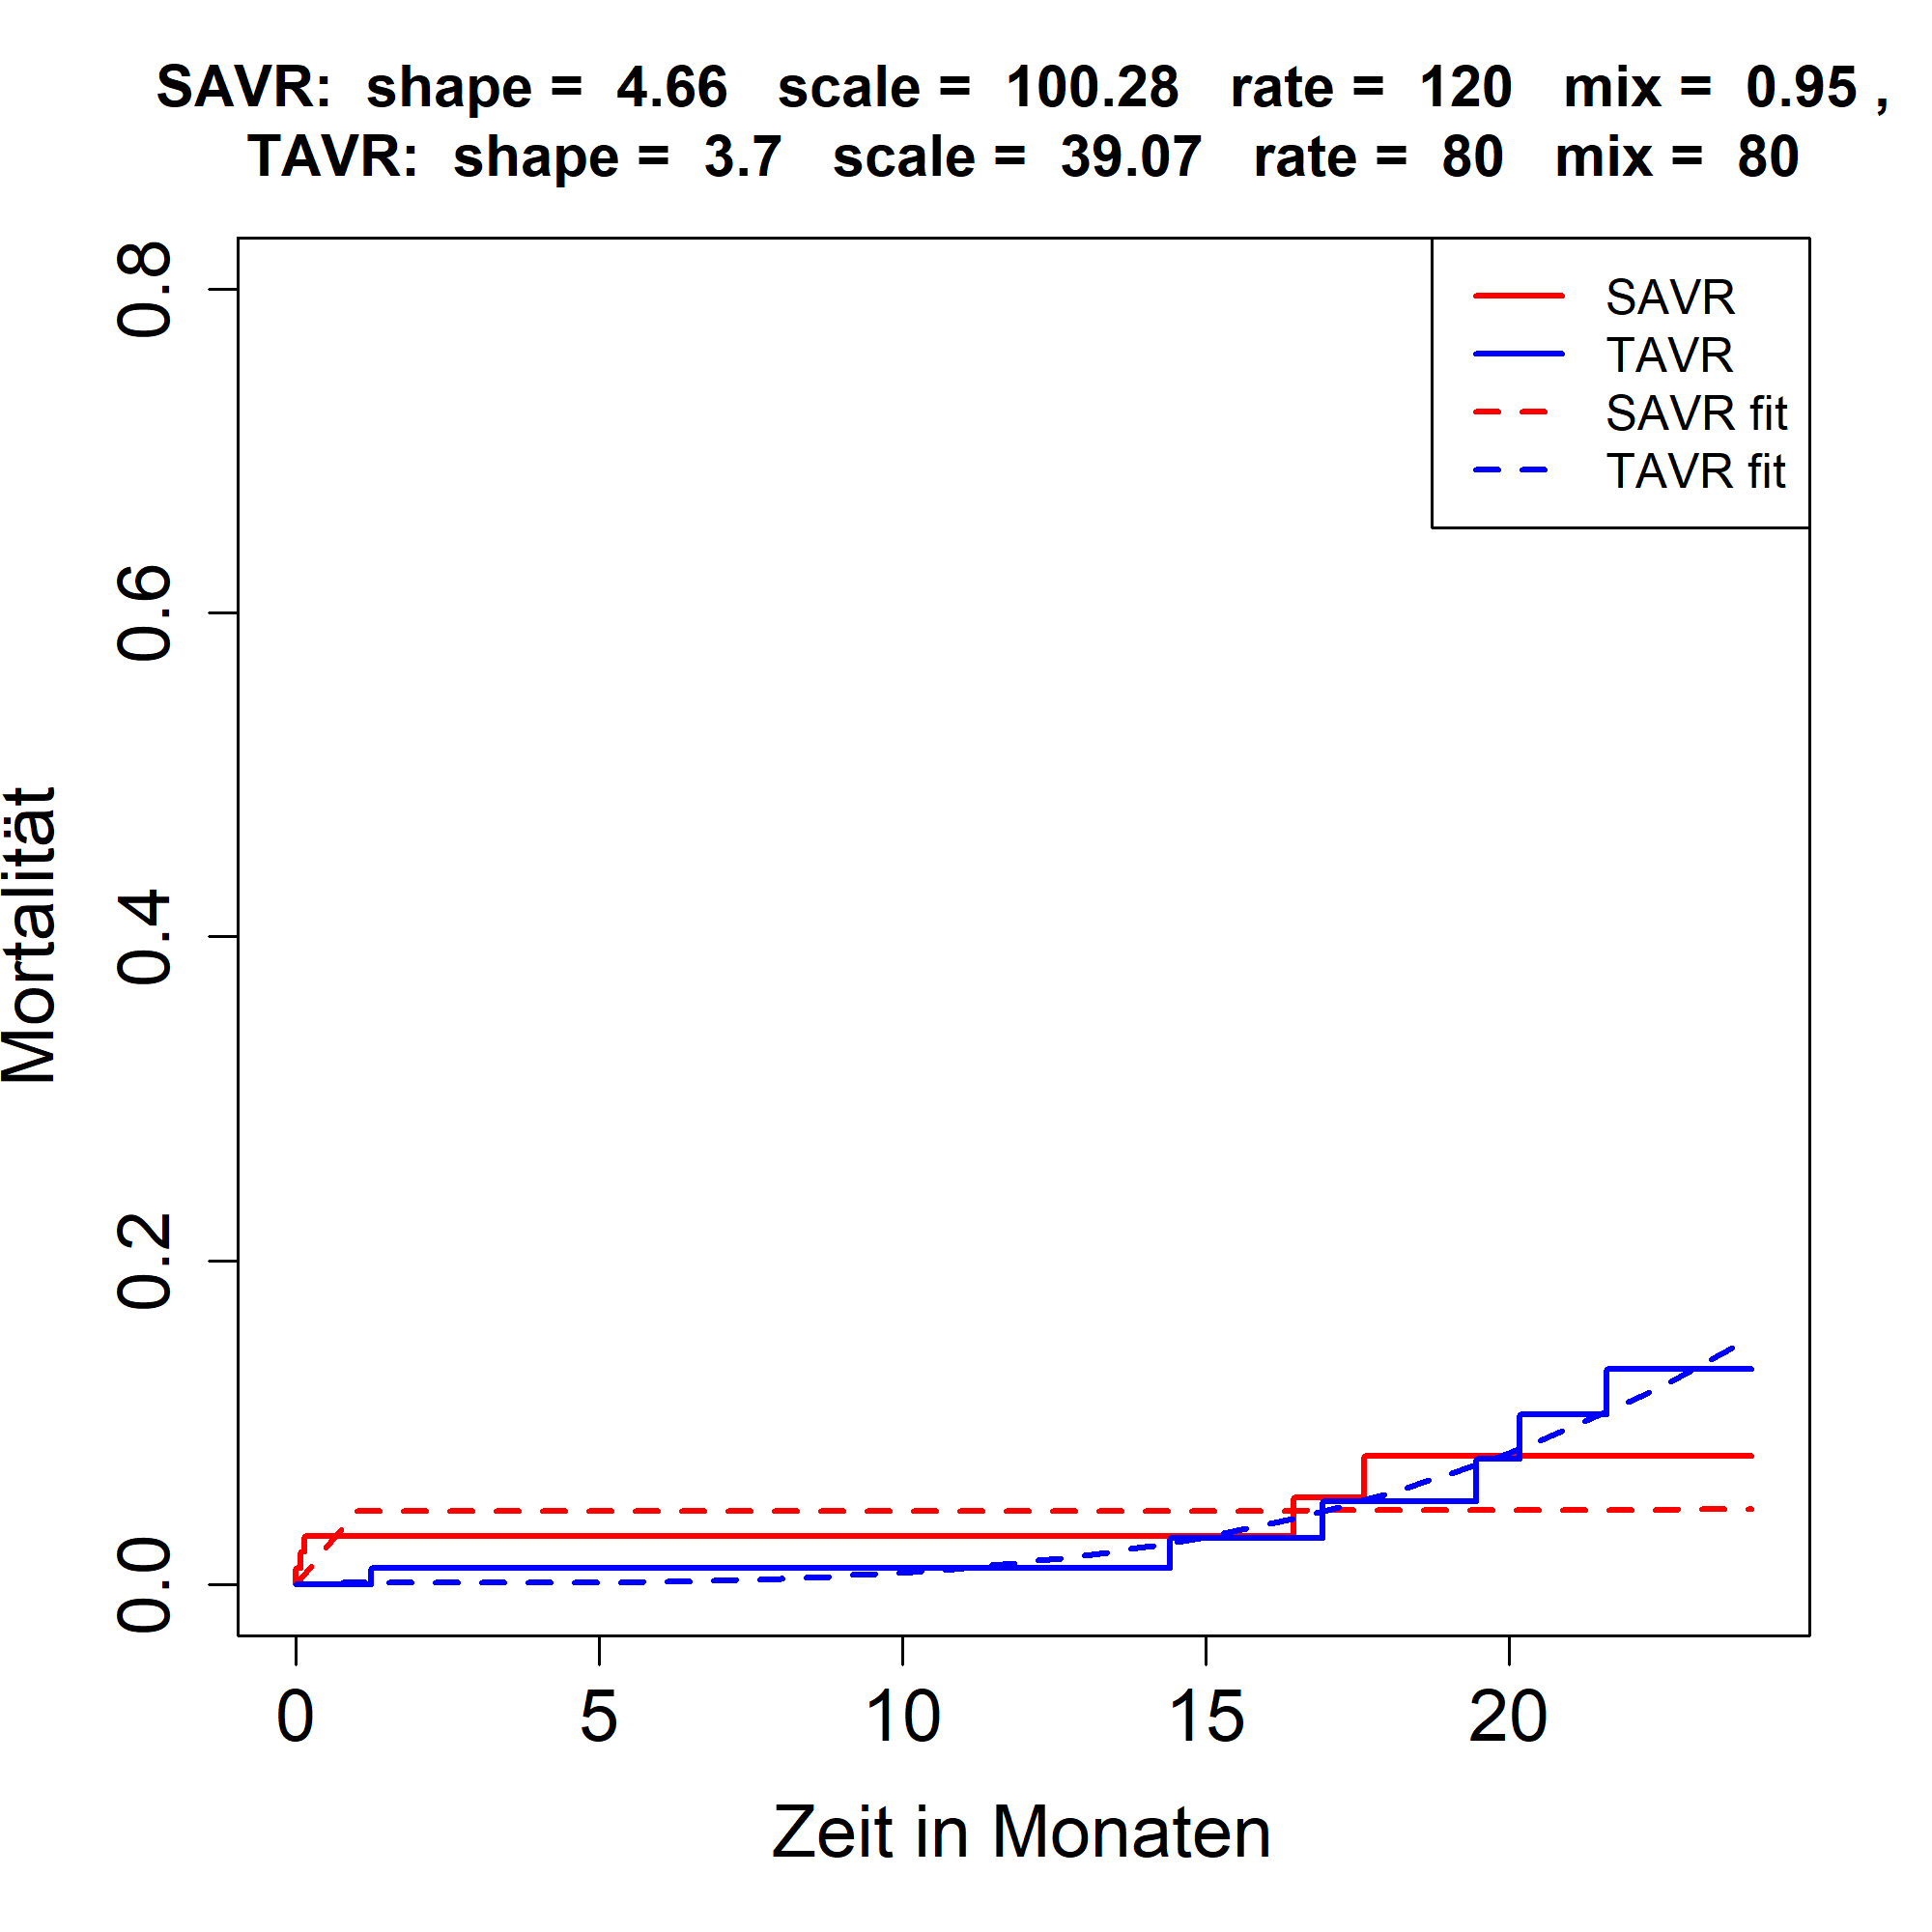 SAVR: shape = 4.66 scale = 100.28 rate = 120 mix = 0.95 ,
TAVR: shape = 3.7 scale = 39.07 rate = 80 mix = 80
SAVR
TAVR
SAVR fit
TAVR fit
Mortalität
0.8
0.6
0.4
0.2
0.0
0 5 10 15 20
Zeit in Monaten